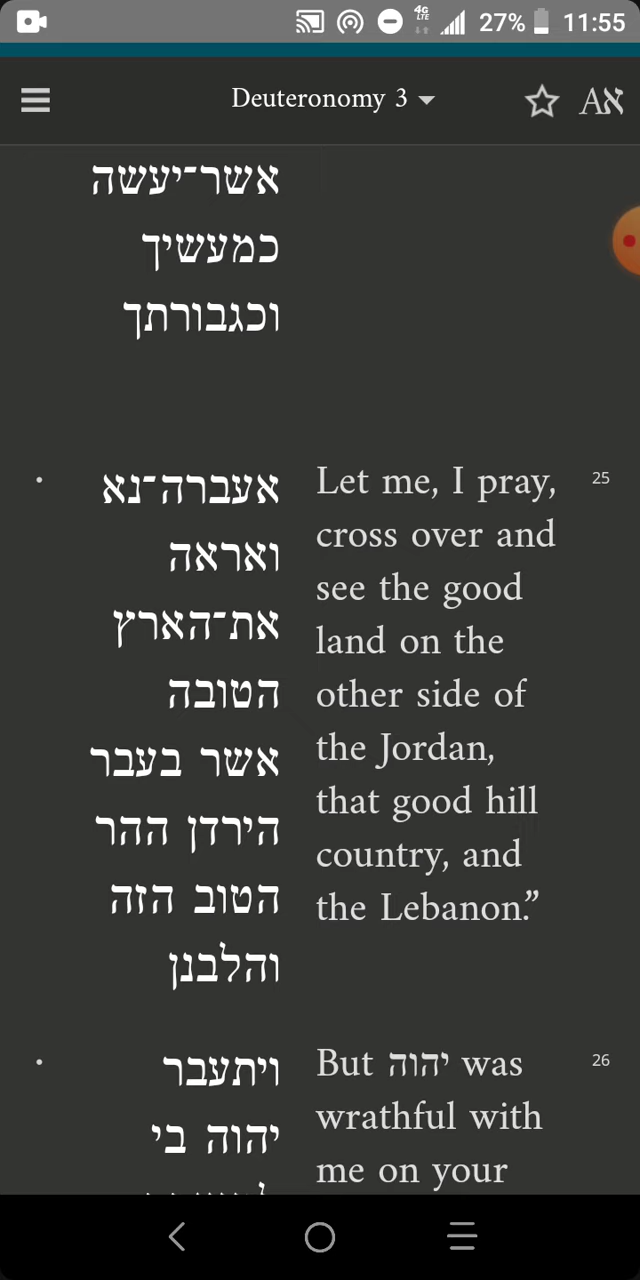 4G
LTE
27%
11:55
Deuteronomy 3
Aא
אשר־יעשה
כמעשיך
וכגבורתך
אעברה־נא
ואראה
את־הארץ
הטובה
אשר בעבר
הירדן ההר
הטוב הזה
והלבנן
Let me, I pray,
cross over and
see the good
land on the
other side of
the Jordan,
that good hill
country, and
the Lebanon.”
25
ויתעבר
יהוה בי
But יהוה was
wrathful with
me on your
26